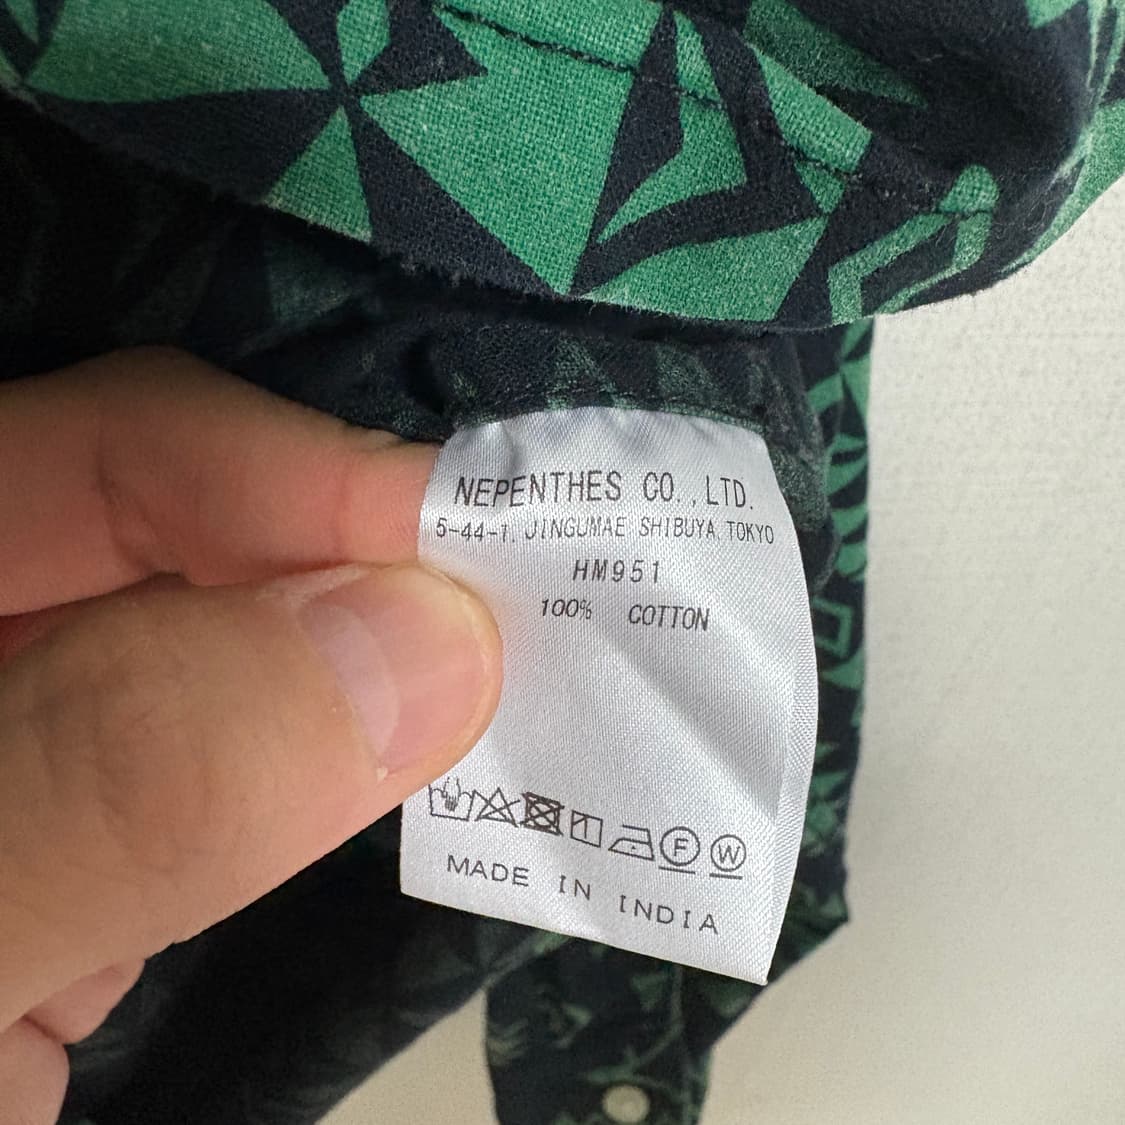 NEPENTHES CO.,LTD.
5-44-1, JINGUMAE SHIBUYA, TOKYO
HM951
100% COTTON
F W
MADE IN INDIA